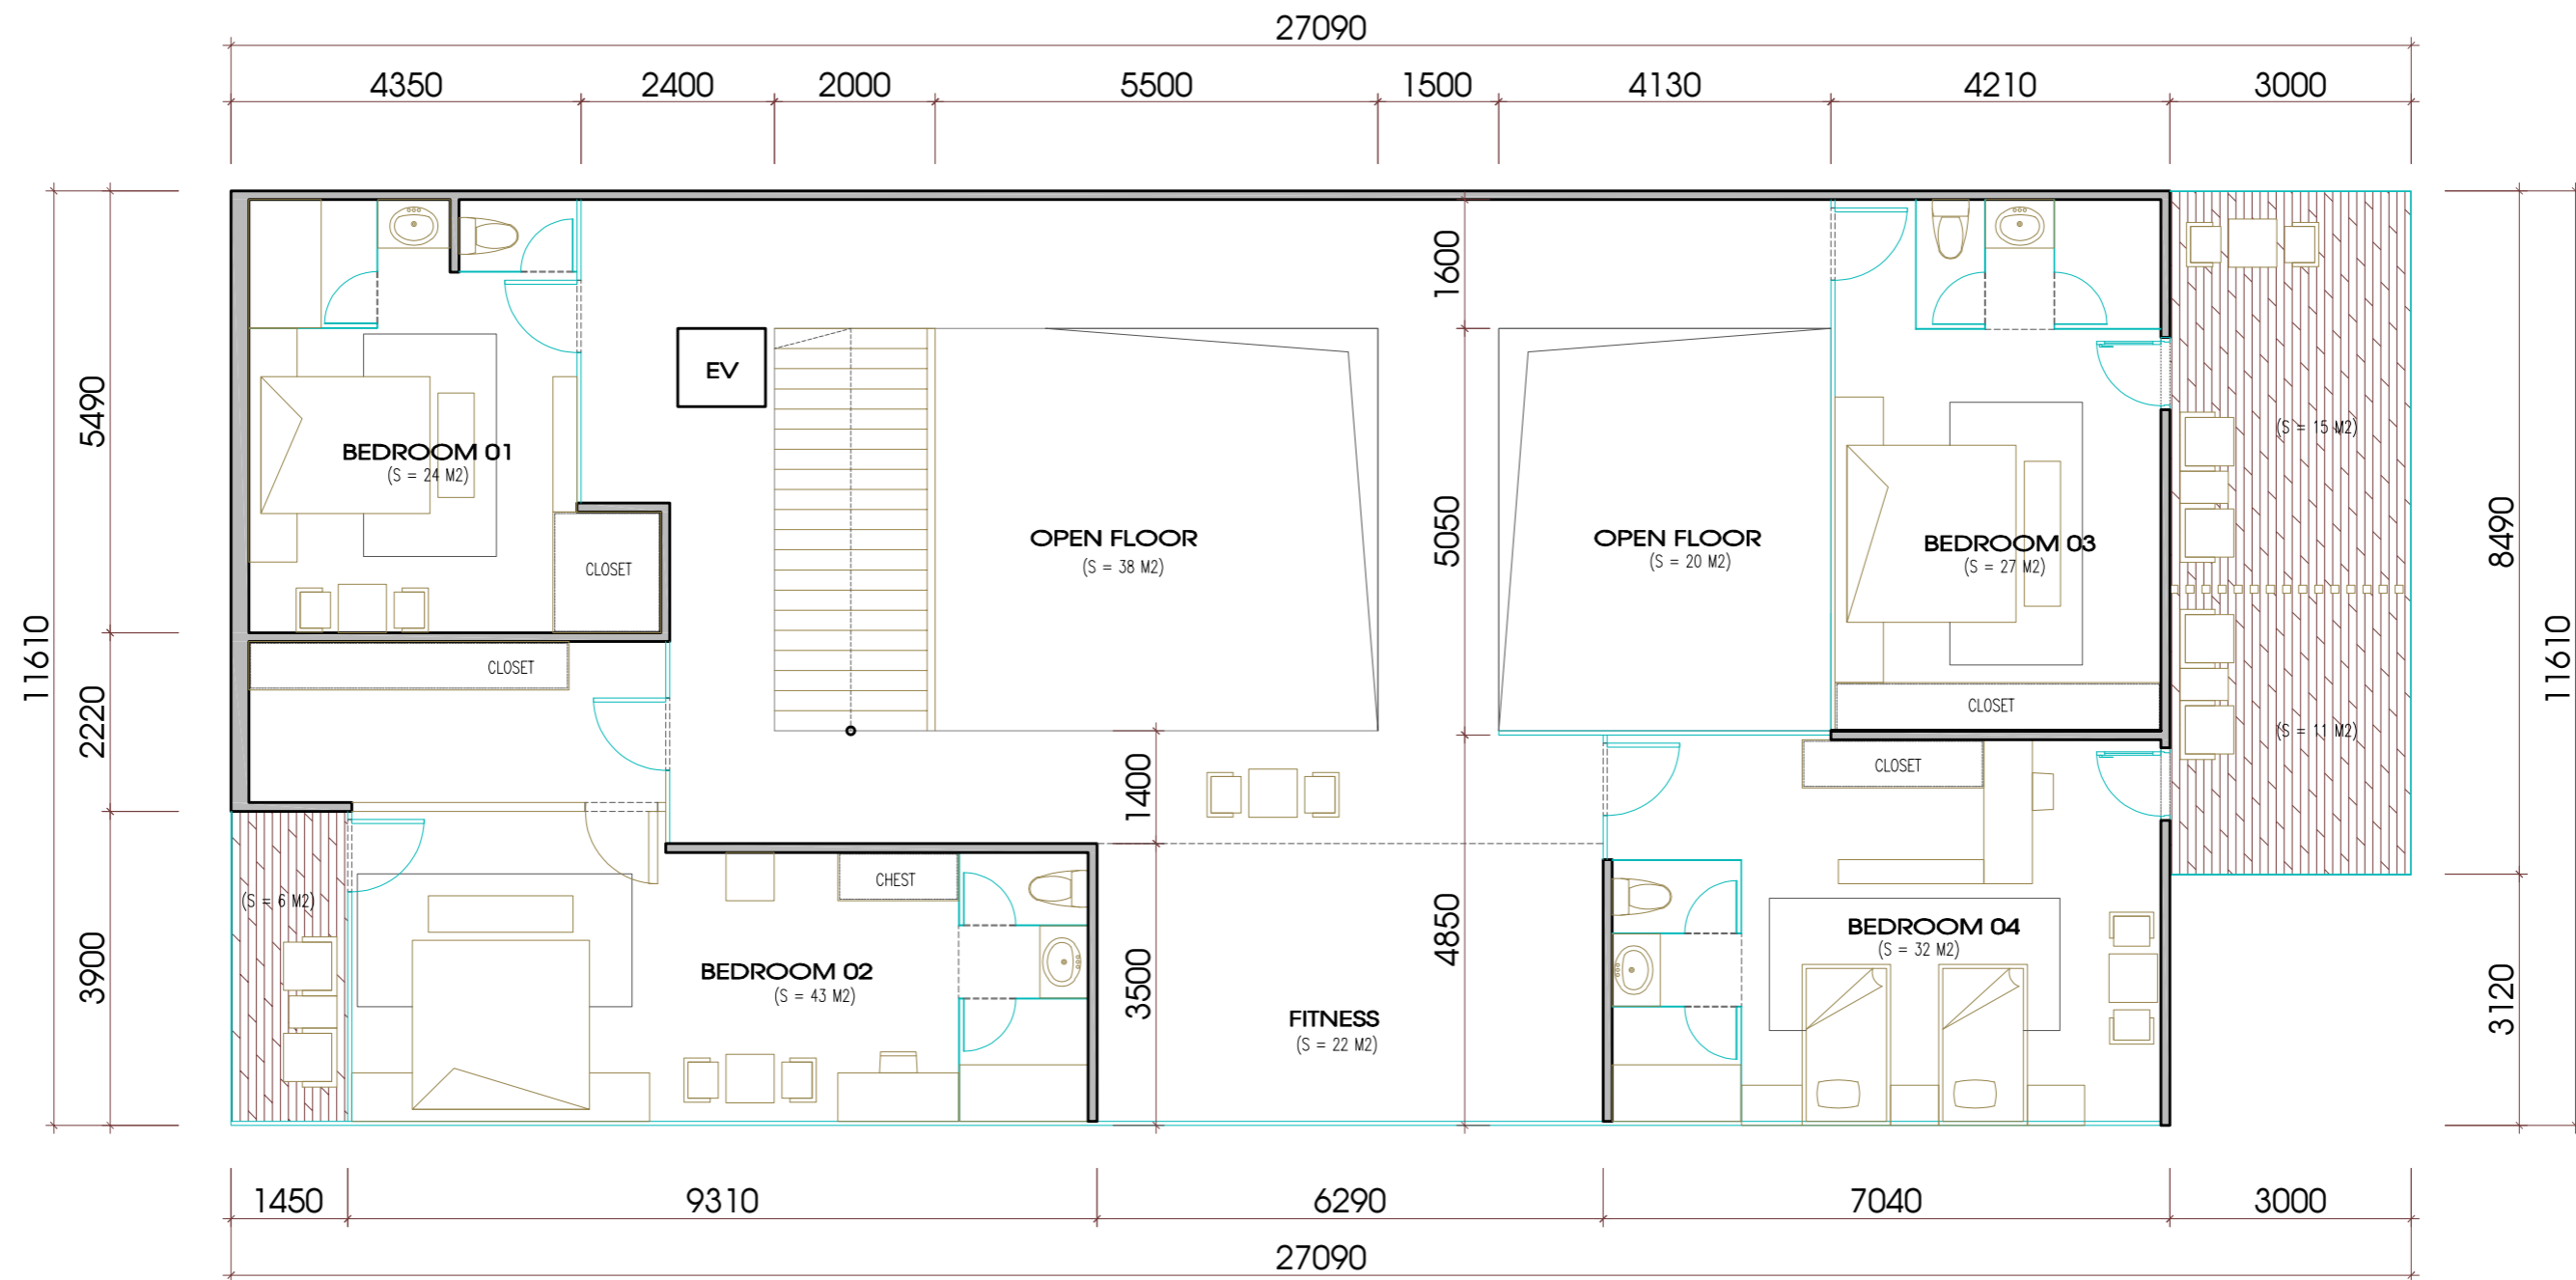 27090
4350 2400 2000 5500 1500 4130 4210 3000
1600
EV
5490
BEDROOM 01
(S = 24 M2)
(S = 15 M2)
5050
8490
OPEN FLOOR
(S = 38 M2)
OPEN FLOOR
(S = 20 M2)
BEDROOM 03
(S = 27 M2)
CLOSET
11610
11610
CLOSET
2220
CLOSET
(S = 11 M2)
1400
CLOSET
CHEST
(S = 6 M2)
3900
4850
BEDROOM 04
(S = 32 M2)
BEDROOM 02
(S = 43 M2)
3500
3120
FITNESS
(S = 22 M2)
1450 9310 6290 7040 3000
27090